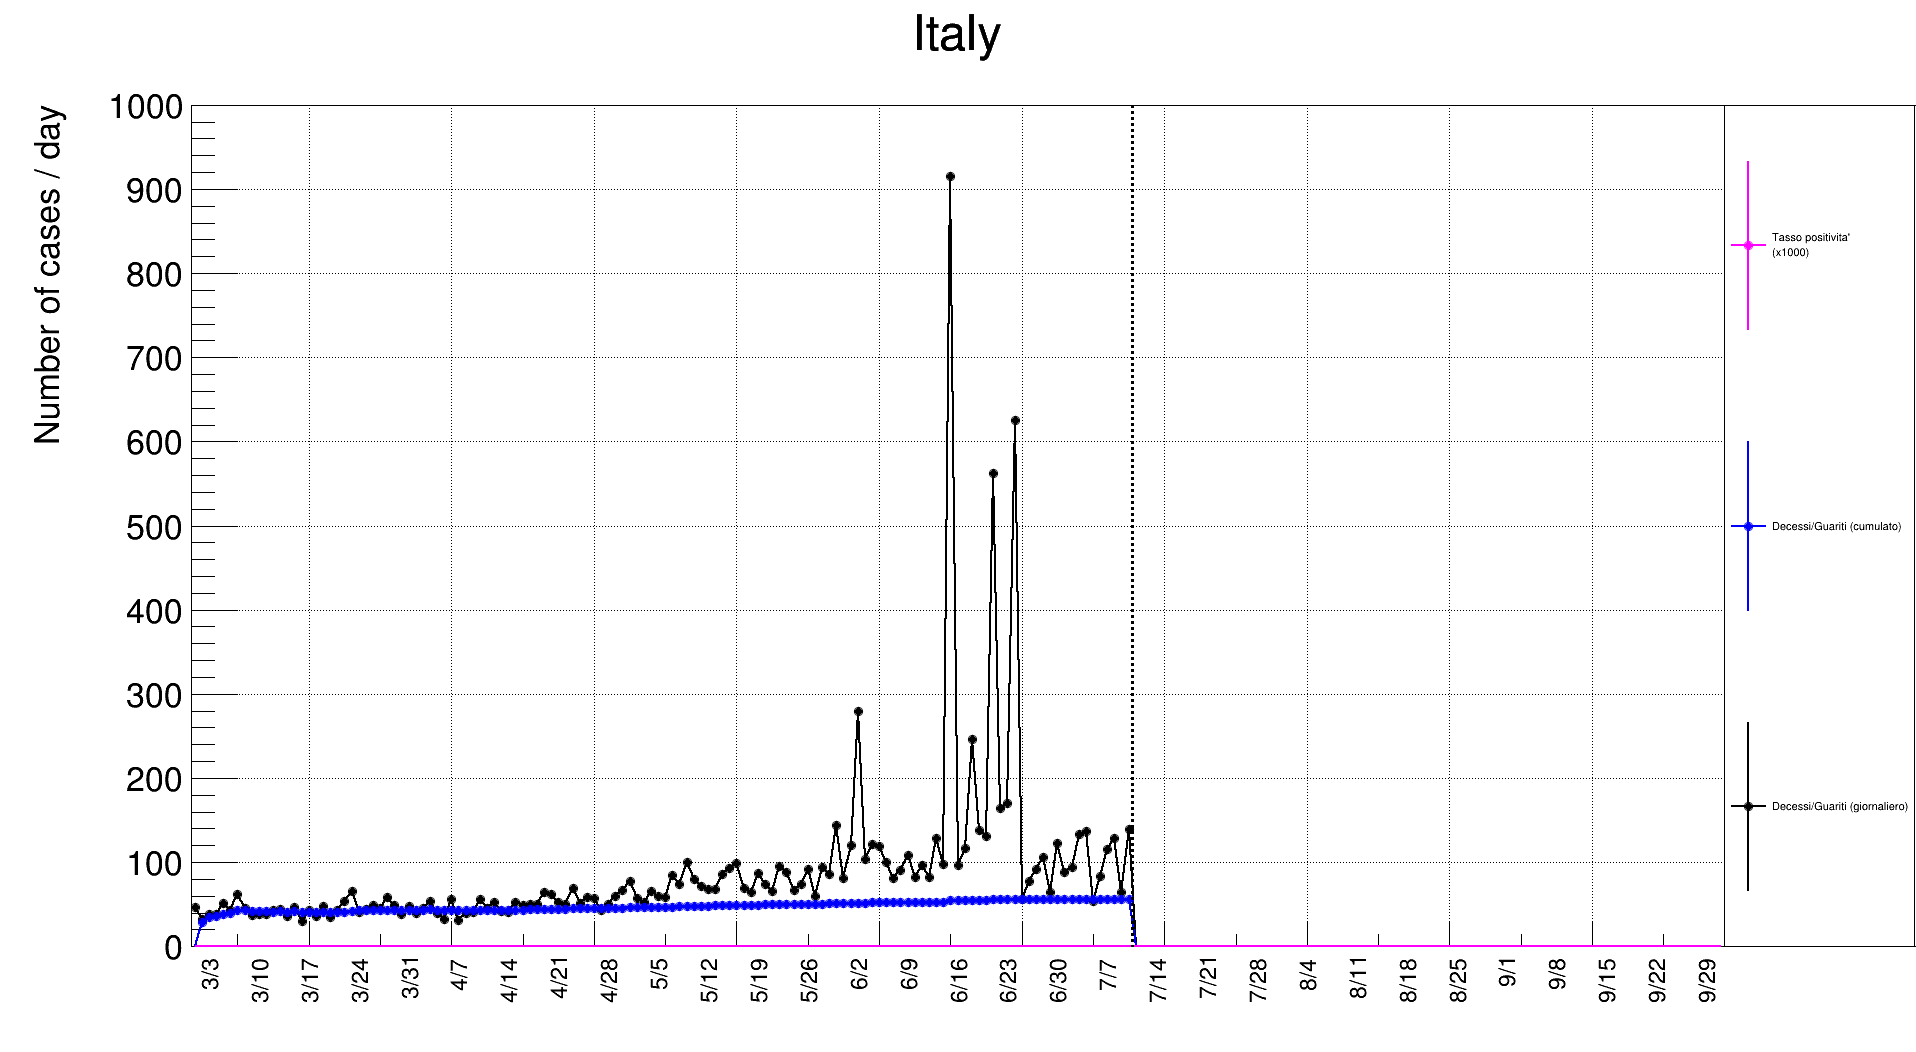 Italy
Number of cases / day
1000
900
800
700
600
500
400
300
200
100
0
3/3 3/10 3/17 3/24 3/31 4/7 4/14 4/21 4/28 5/5 5/12 5/19 5/26 6/2 6/9 6/16 6/23 6/30 7/7 7/14 7/21 7/28 8/4 8/11 8/18 8/25 9/1 9/8 9/15 9/22 9/29
Tasso positivita'
(x1000)
Decessi/Guariti (cumulato)
Decessi/Guariti (giornaliero)